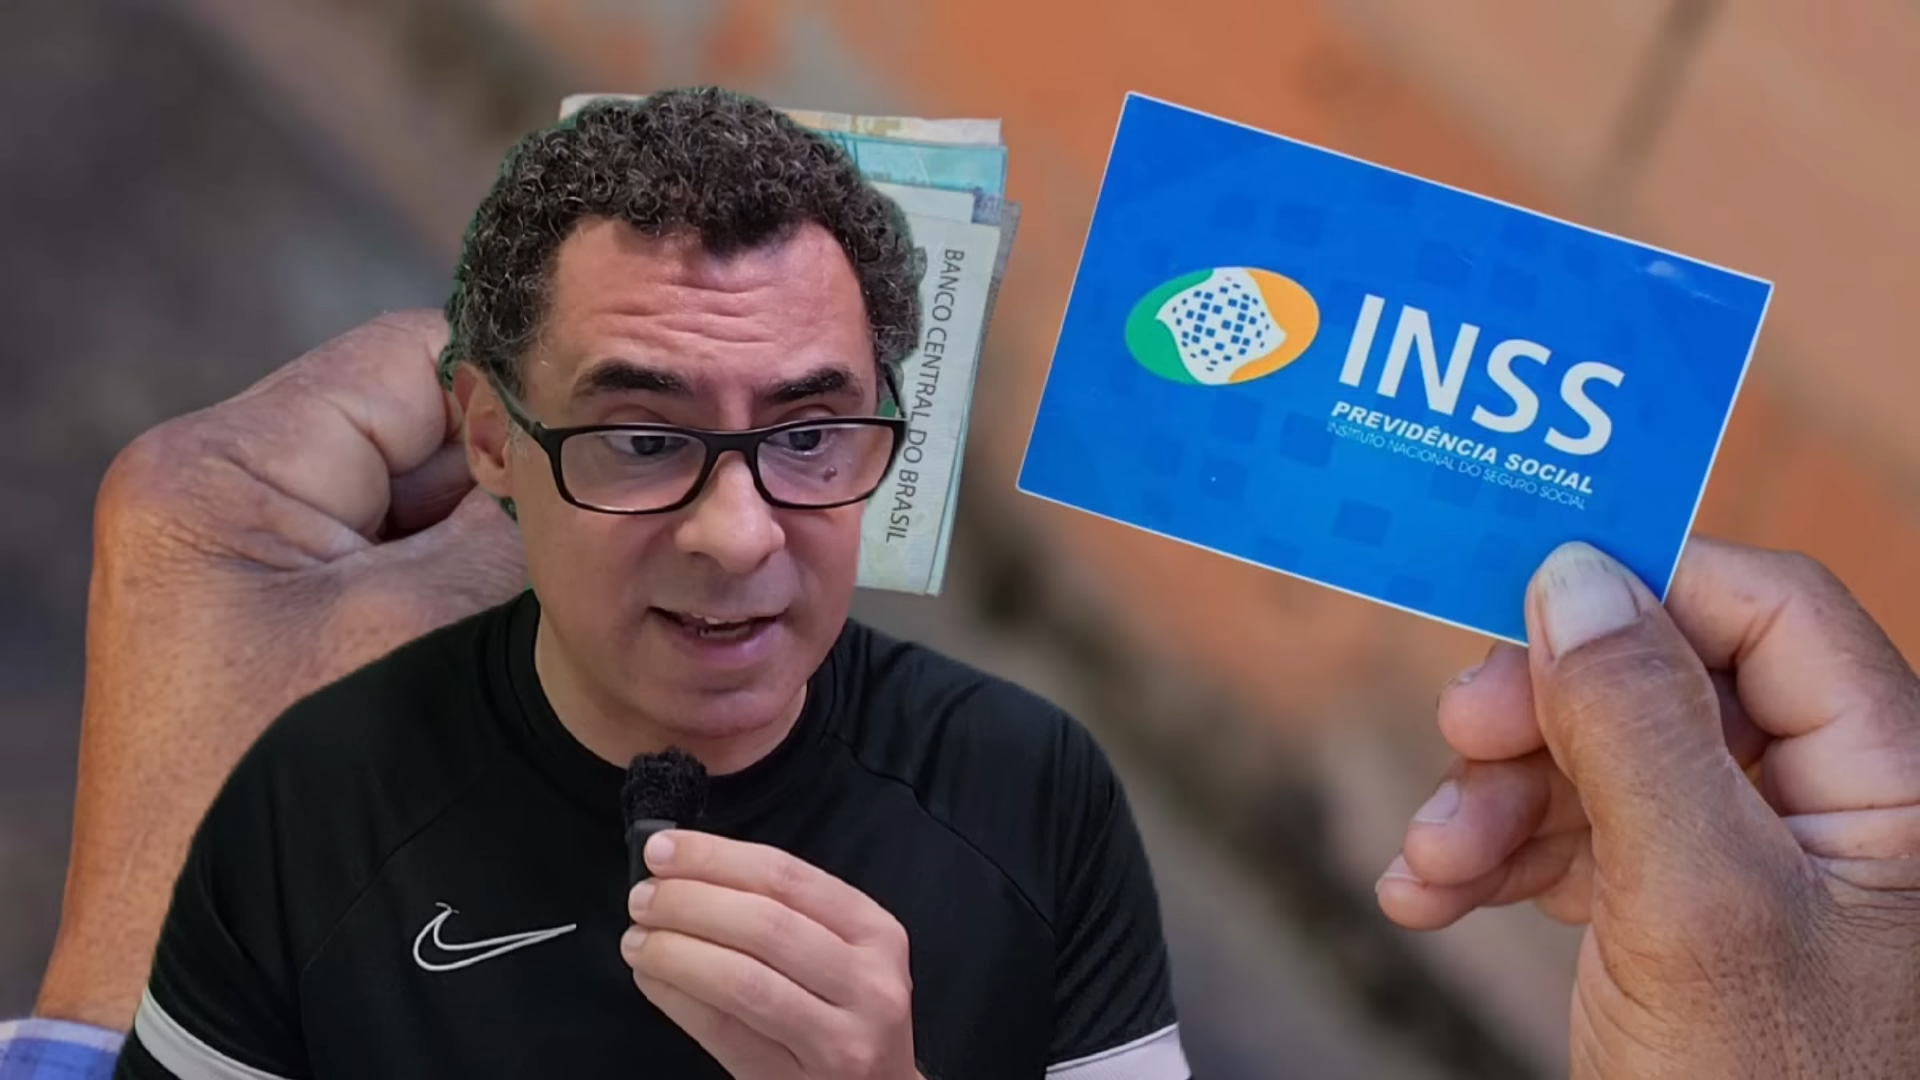 BANCO CENTRAL DO BRASIL
INSS
PREVIDÊNCIA SOCIAL
INSTITUTO NACIONAL DO SEGURO SOCIAL